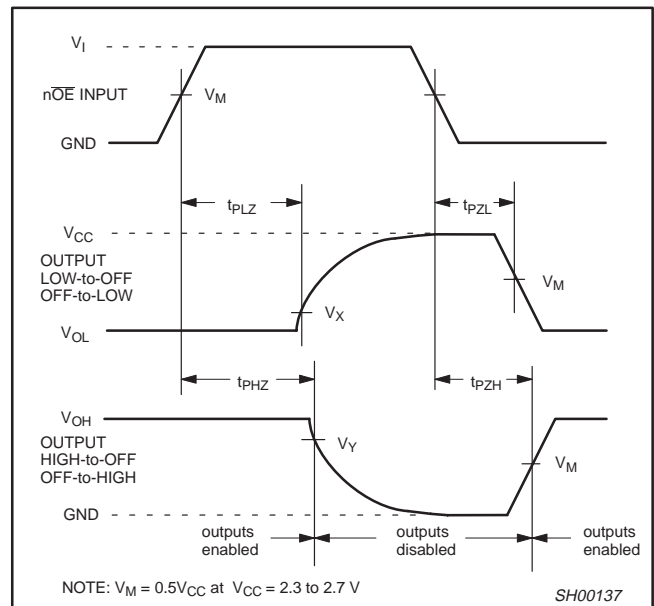 V_I
nOE INPUT
V_M
GND
t_PLZ
t_PZL
V_CC
OUTPUT
LOW-to-OFF
OFF-to-LOW
V_M
V_X
V_OL
t_PHZ
t_PZH
V_OH
OUTPUT
HIGH-to-OFF
OFF-to-HIGH
V_Y
V_M
GND
outputs
enabled
outputs
disabled
outputs
enabled
NOTE: V_M = 0.5V_CC at V_CC = 2.3 to 2.7 V
SH00137